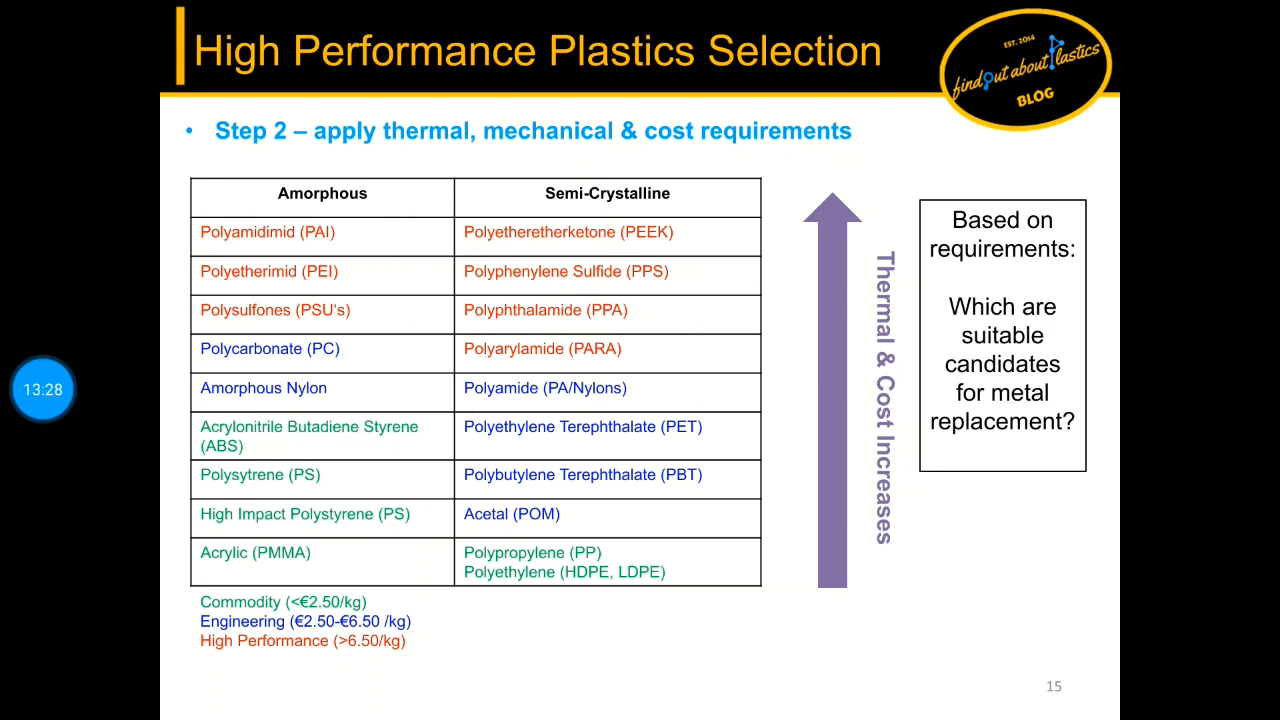 High Performance Plastics Selection
EST. 2014
findout about plastics
BLOG
• Step 2 – apply thermal, mechanical & cost requirements
Amorphous Semi-Crystalline
Polyamidimid (PAI) Polyetheretherketone (PEEK)
Polyetherimid (PEI) Polyphenylene Sulfide (PPS)
Polysulfones (PSU‘s) Polyphthalamide (PPA)
Polycarbonate (PC) Polyarylamide (PARA)
Amorphous Nylon Polyamide (PA/Nylons)
Acrylonitrile Butadiene Styrene
(ABS)
Polyethylene Terephthalate (PET)
Polysytrene (PS) Polybutylene Terephthalate (PBT)
High Impact Polystyrene (PS) Acetal (POM)
Acrylic (PMMA)
Polypropylene (PP)
Polyethylene (HDPE, LDPE)
Commodity (<€2.50/kg)
Engineering (€2.50-€6.50 /kg)
High Performance (>6.50/kg)
Thermal & Cost Increases
Based on
requirements:
Which are
suitable
candidates
for metal
replacement?
13:28
15